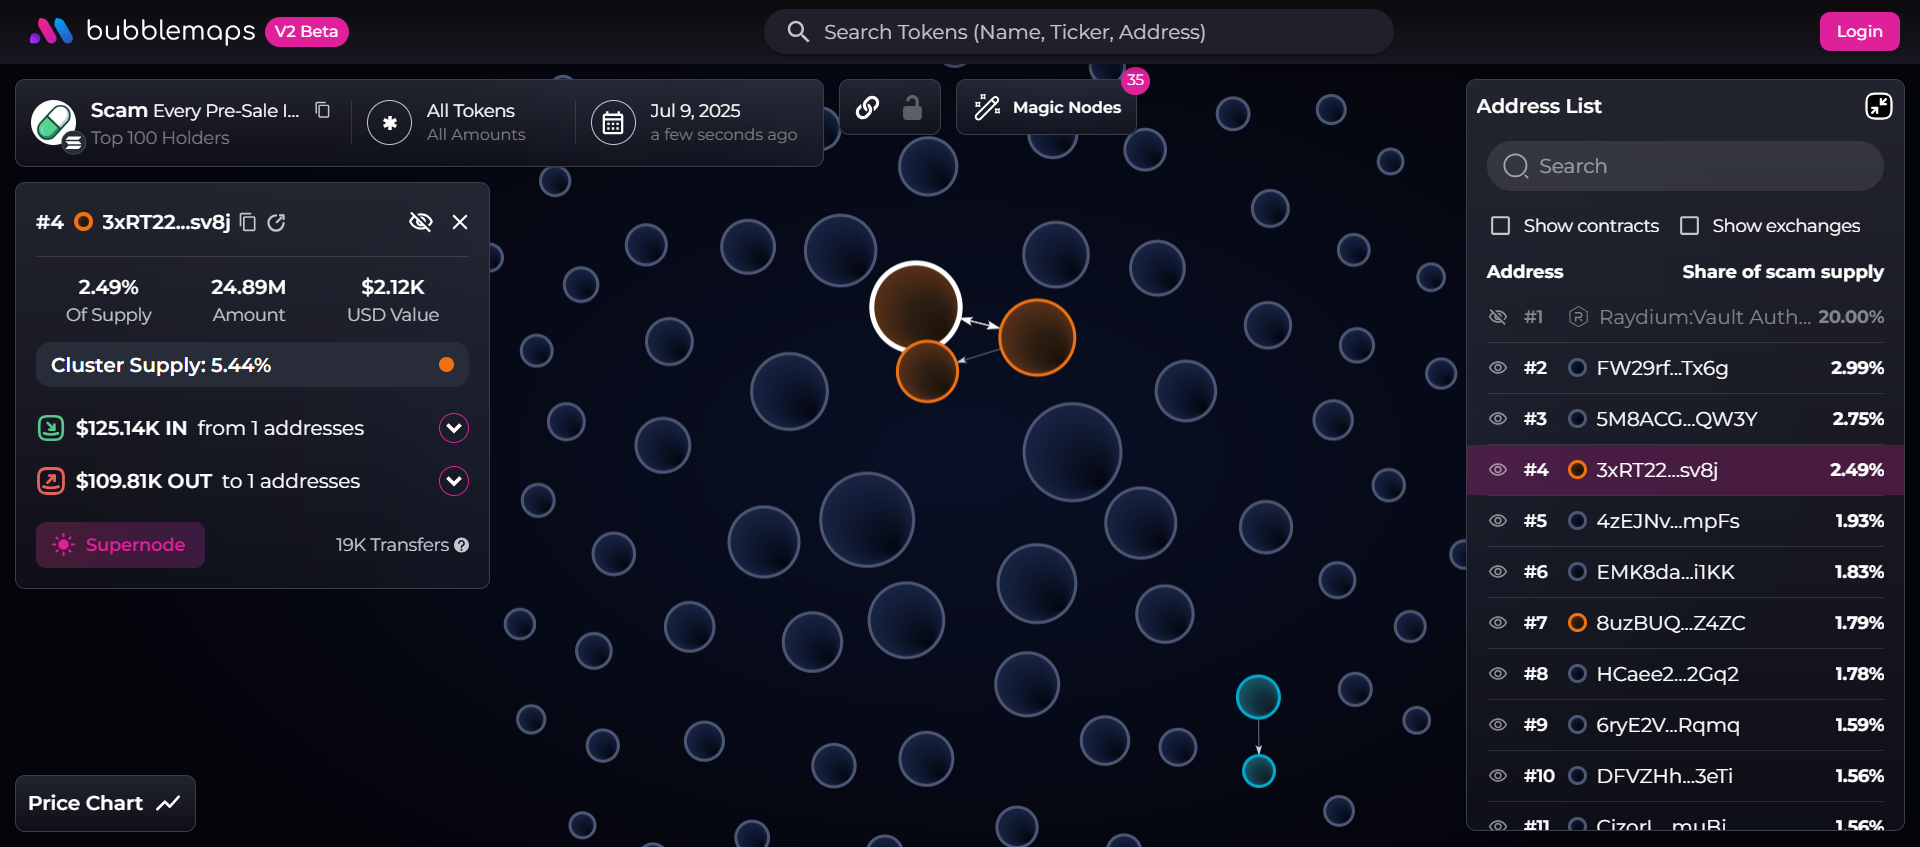 bubblemaps V2 Beta
Search Tokens (Name, Ticker, Address)
Login
Scam Every Pre-Sale I...
Top 100 Holders
All Tokens
All Amounts
Jul 9, 2025
a few seconds ago
Magic Nodes
35
#4 3xRT22...sv8j
2.49%
Of Supply
24.89M
Amount
$2.12K
USD Value
Cluster Supply: 5.44%
$125.14K IN from 1 addresses
$109.81K OUT to 1 addresses
Supernode
19K Transfers
Price Chart
Address List
Search
Show contracts
Show exchanges
Address Share of scam supply
#1 Raydium:Vault Auth... 20.00%
#2 FW29rf...Tx6g 2.99%
#3 5M8ACG...QW3Y 2.75%
#4 3xRT22...sv8j 2.49%
#5 4zEJNv...mpFs 1.93%
#6 EMK8da...i1KK 1.83%
#7 8uzBUQ...Z4ZC 1.79%
#8 HCaee2...2Gq2 1.78%
#9 6ryE2V...Rqmq 1.59%
#10 DFVZHh...3eTi 1.56%
#11 1.56%